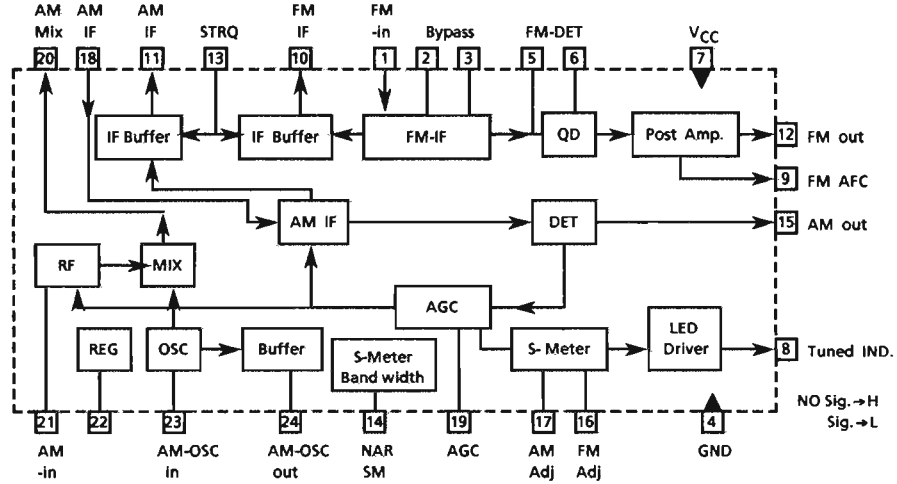 AM AM AM FM FM
Mix IF IF STRQ IF -in Bypass FM-DET VCC
20 18 11 13 10 1 2 3 5 6 7
IF Buffer IF Buffer FM-IF QD Post Amp. 12 FM out
9 FM AFC
AM IF DET 15 AM out
RF MIX
AGC
REG OSC Buffer S-Meter Band width S- Meter LED Driver 8 Tuned IND.
NO Sig.→H
Sig.→L
21 22 23 24 14 19 17 16 4
AM AM-OSC AM-OSC NAR AGC AM FM GND
-in in out SM Adj Adj